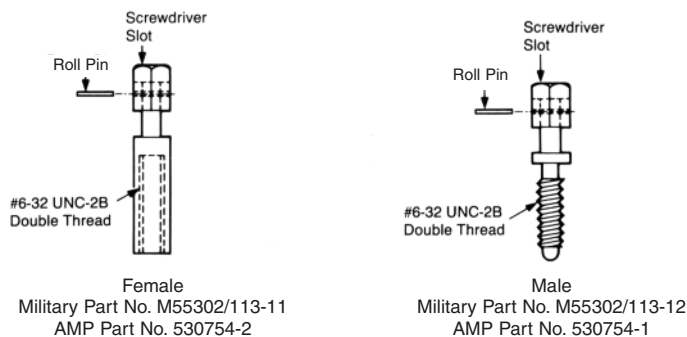 Screwdriver
Slot
Roll Pin
#6-32 UNC-2B
Double Thread
Female
Military Part No. M55302/113-11
AMP Part No. 530754-2
Screwdriver
Slot
Roll Pin
#6-32 UNC-2B
Double Thread
Male
Military Part No. M55302/113-12
AMP Part No. 530754-1